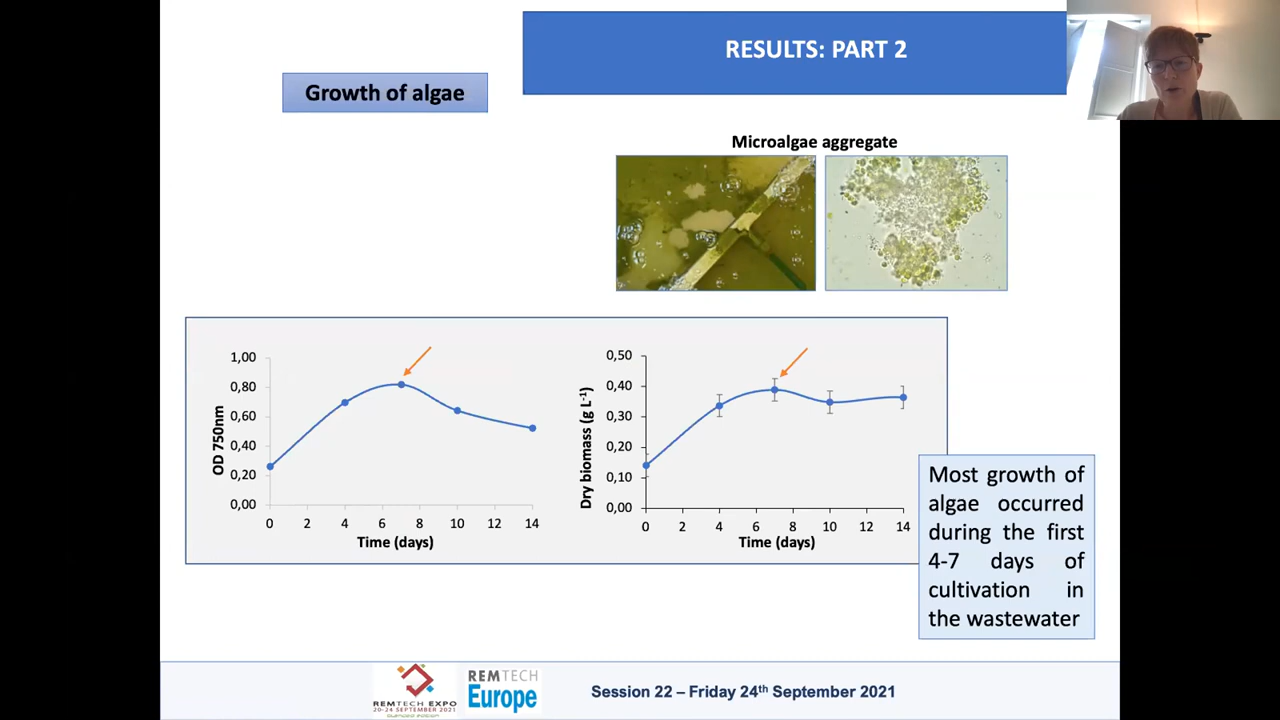 RESULTS: PART 2
Growth of algae
Microalgae aggregate
1,00
0,80
0,60
0,40
0,20
0,00
OD 750nm
0 2 4 6 8 10 12 14
Time (days)
0,50
0,40
0,30
0,20
0,10
0,00
Dry biomass (g L-1)
0 2 4 6 8 10 12 14
Time (days)
Most growth of
algae occurred
during the first
4-7 days of
cultivation in
the wastewater
REMTECH EXPO
20-24 SEPTEMBER 2021
REMTECH
Europe
Session 22 – Friday 24th September 2021